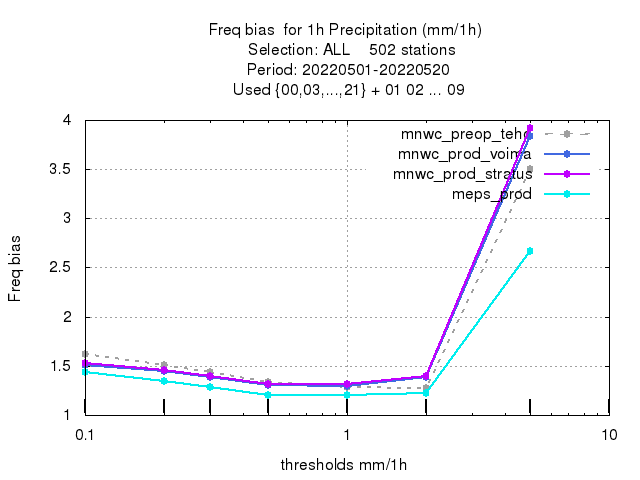 Freq bias  for 1h Precipitation (mm/1h)
Selection: ALL    502 stations
Period: 20220501-20220520
Used {00,03,...,21} + 01 02 ... 09
4
3.5
3
2.5
2
1.5
1
Freq bias
mnwc_preop_teho
mnwc_prod_voima
mnwc_prod_stratus
meps_prod
0.1
1
10
thresholds mm/1h